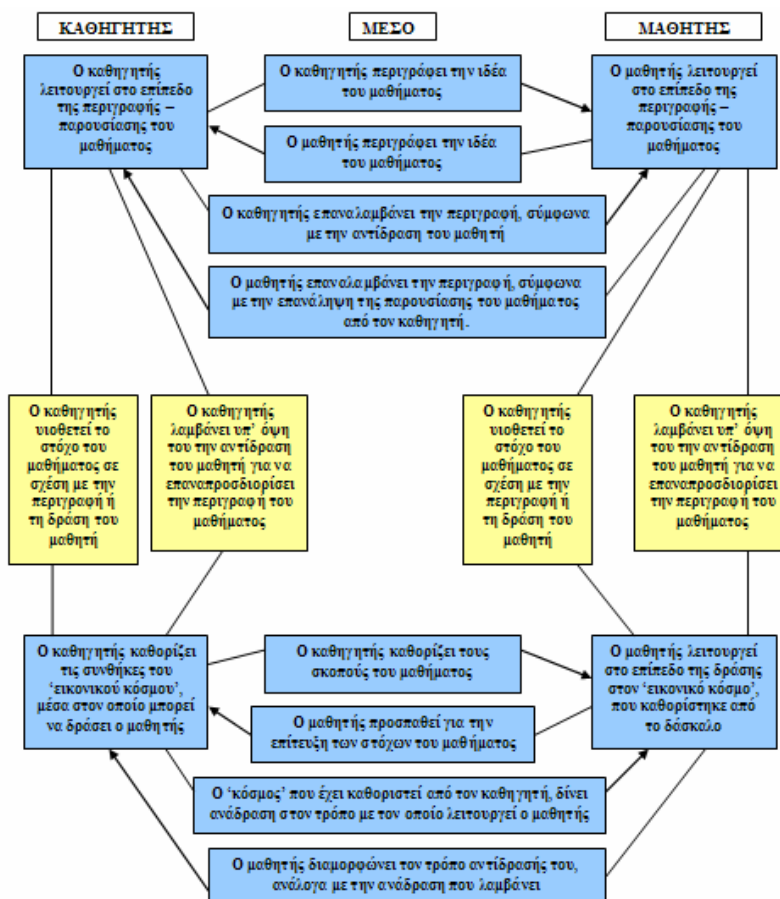 ΚΑΘΗΓΗΤΗΣ
ΜΕΣΟ
ΜΑΘΗΤΗΣ
Ο καθηγητής
λειτουργεί στο επίπεδο
της περιγραφής –
παρουσίασης του
μαθήματος
Ο καθηγητής περιγράφει την ιδέα
του μαθήματος
Ο μαθητής περιγράφει την ιδέα
του μαθήματος
Ο μαθητής λειτουργεί
στο επίπεδο της
περιγραφής –
παρουσίασης του
μαθήματος
Ο καθηγητής επαναλαμβάνει την περιγραφή, σύμφωνα
με την αντίδραση του μαθητή
Ο μαθητής επαναλαμβάνει την περιγραφή, σύμφωνα
με την επανάληψη της παρουσίασης του μαθήματος
από τον καθηγητή.
Ο καθηγητής
υιοθετεί το
στόχο του
μαθήματος σε
σχέση με την
περιγραφή ή
τη δράση του
μαθητή
Ο καθηγητής
λαμβάνει υπ’ όψη
του την αντίδραση
του μαθητή για να
επαναπροσδιορίσει
την περιγραφή του
μαθήματος
Ο καθηγητής
υιοθετεί το
στόχο του
μαθήματος σε
σχέση με την
περιγραφή ή
τη δράση του
μαθητή
Ο καθηγητής
λαμβάνει υπ’ όψη
του την αντίδραση
του μαθητή για να
επαναπροσδιορίσει
την περιγραφή του
μαθήματος
Ο καθηγητής καθορίζει
τις συνθήκες του
‘εικονικού κόσμου’,
μέσα στον οποίο μπορεί
να δράσει ο μαθητής
Ο καθηγητής καθορίζει τους
σκοπούς του μαθήματος
Ο μαθητής προσπαθεί για την
επίτευξη των στόχων του μαθήματος
Ο μαθητής λειτουργεί
στο επίπεδο της δράσης
στον ‘εικονικό κόσμο’,
που καθορίστηκε από
το δάσκαλο
Ο ‘κόσμος’ που έχει καθοριστεί από τον καθηγητή, δίνει
ανάδραση στον τρόπο με τον οποίο λειτουργεί ο μαθητής
Ο μαθητής διαμορφώνει τον τρόπο αντίδρασής του,
ανάλογα με την ανάδραση που λαμβάνει